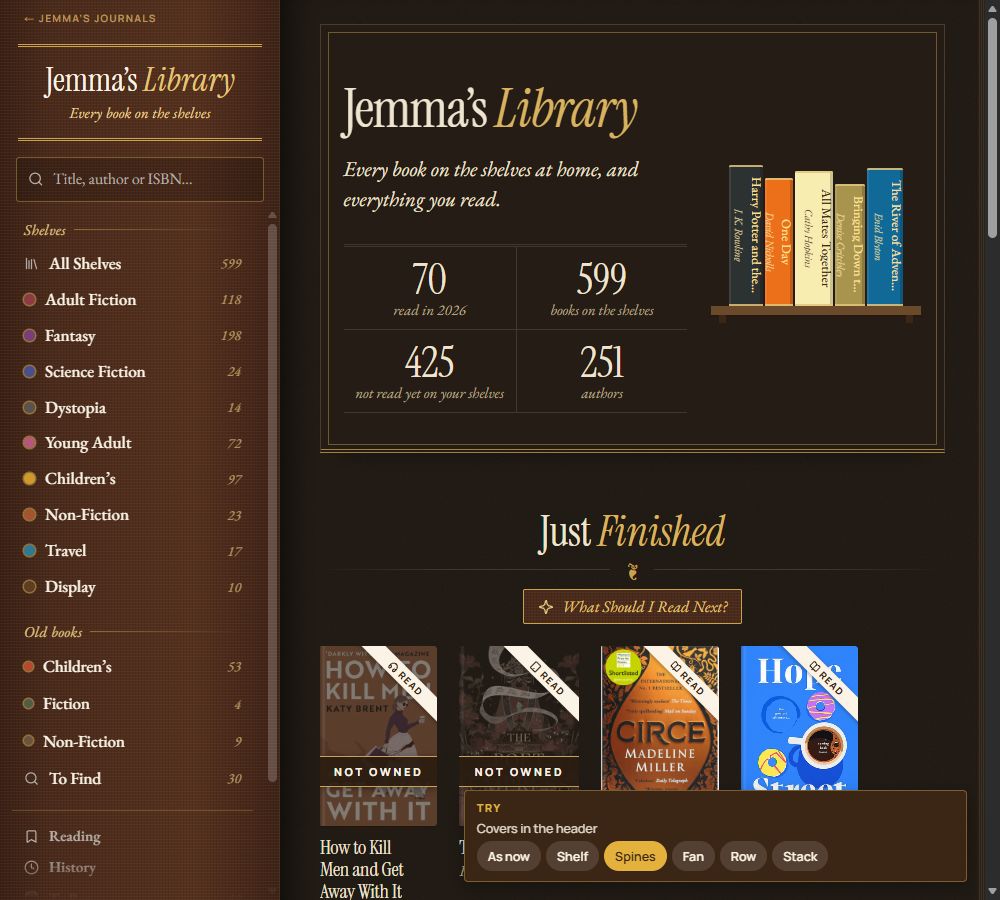 ← JEMMA'S JOURNALS
Jemma's Library
Every book on the shelves
Title, author or ISBN...
Shelves
All Shelves 599
Adult Fiction 118
Fantasy 198
Science Fiction 24
Dystopia 14
Young Adult 72
Children's 97
Non-Fiction 23
Travel 17
Display 10
Old books
Children's 53
Fiction 4
Non-Fiction 9
To Find 30
Reading
History
Jemma's Library
Every book on the shelves at home, and
everything you read.
70
read in 2026
599
books on the shelves
425
not read yet on your shelves
251
authors
Harry Potter and the...
J. K. Rowling
One Day
David Nicholls
All Mates Together
Cathy Hopkins
Bringing Down t...
Denise Critchley
The River of Adven...
Enid Blyton
Just Finished
What Should I Read Next?
HOW TO
KILL MEN
KATY BRENT
READ
NOT OWNED
GET AWAY
WITH IT
THE
READ
NOT OWNED
Shortlisted
READ
CIRCE
MADELINE
MILLER
Daily Telegraph
Hope
READ
Street
How to Kill
Men and Get
Away With It
TRY
Covers in the header
As now
Shelf
Spines
Fan
Row
Stack